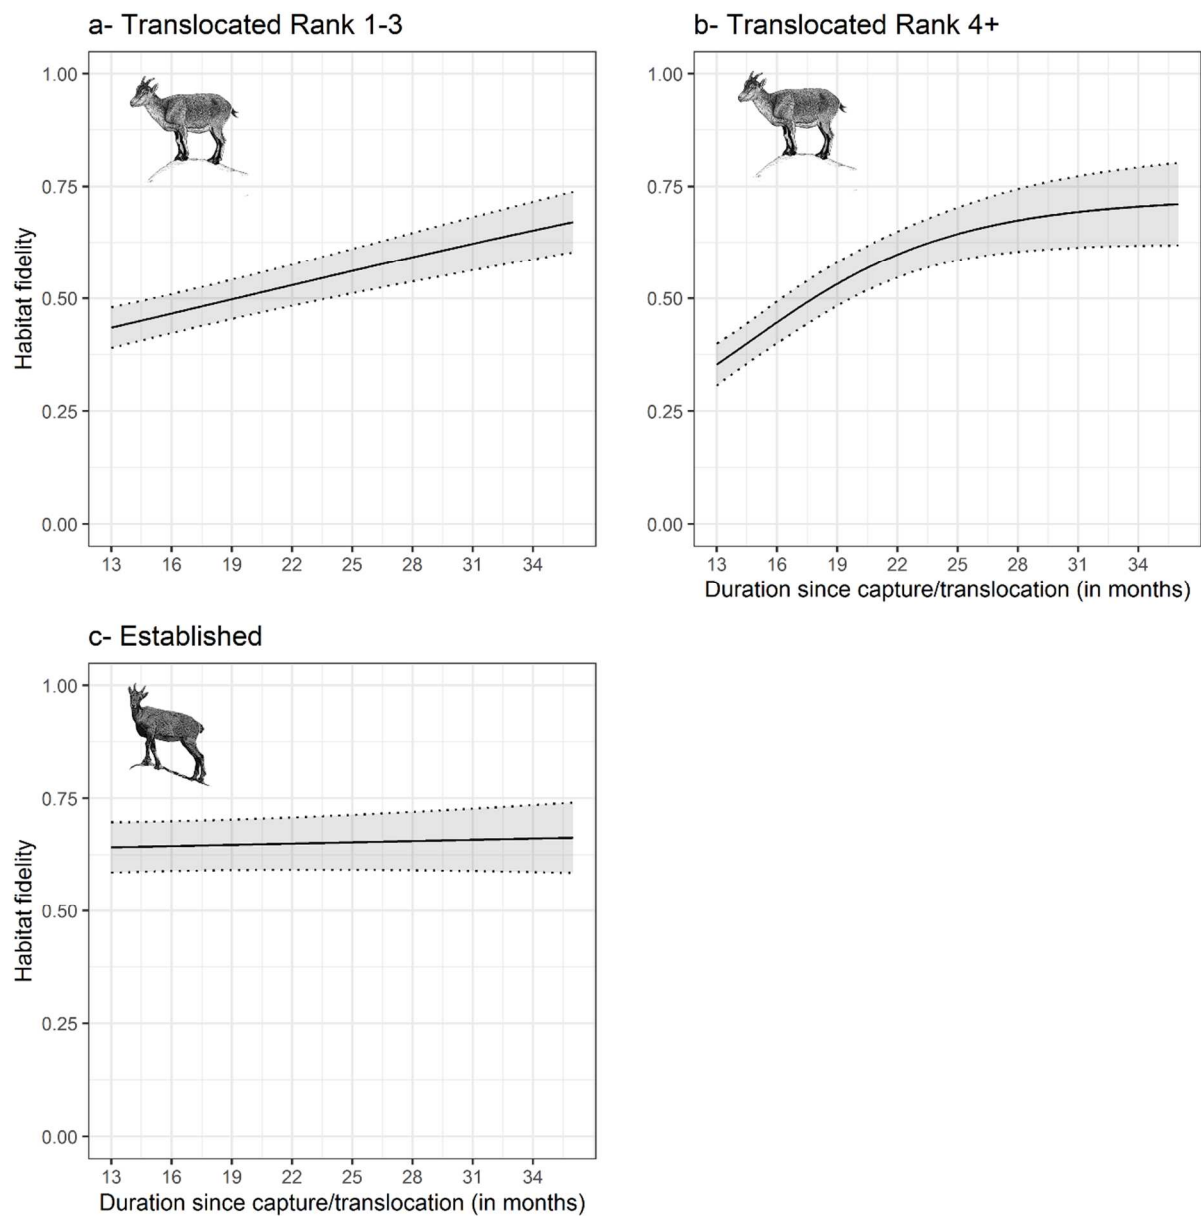 a- Translocated Rank 1-3
Habitat fidelity
1.00
0.75
0.50
0.25
0.00
13 16 19 22 25 28 31 34
b- Translocated Rank 4+
1.00
0.75
0.50
0.25
0.00
13 16 19 22 25 28 31 34
Duration since capture/translocation (in months)
c- Established
Habitat fidelity
1.00
0.75
0.50
0.25
0.00
13 16 19 22 25 28 31 34
Duration since capture/translocation (in months)